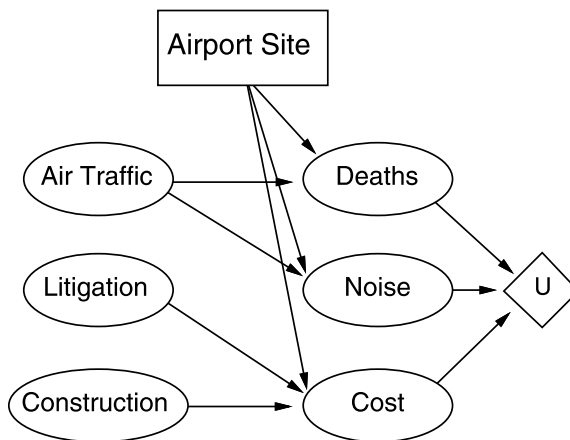 Airport Site
Air Traffic
Deaths
Litigation
Noise
U
Construction
Cost